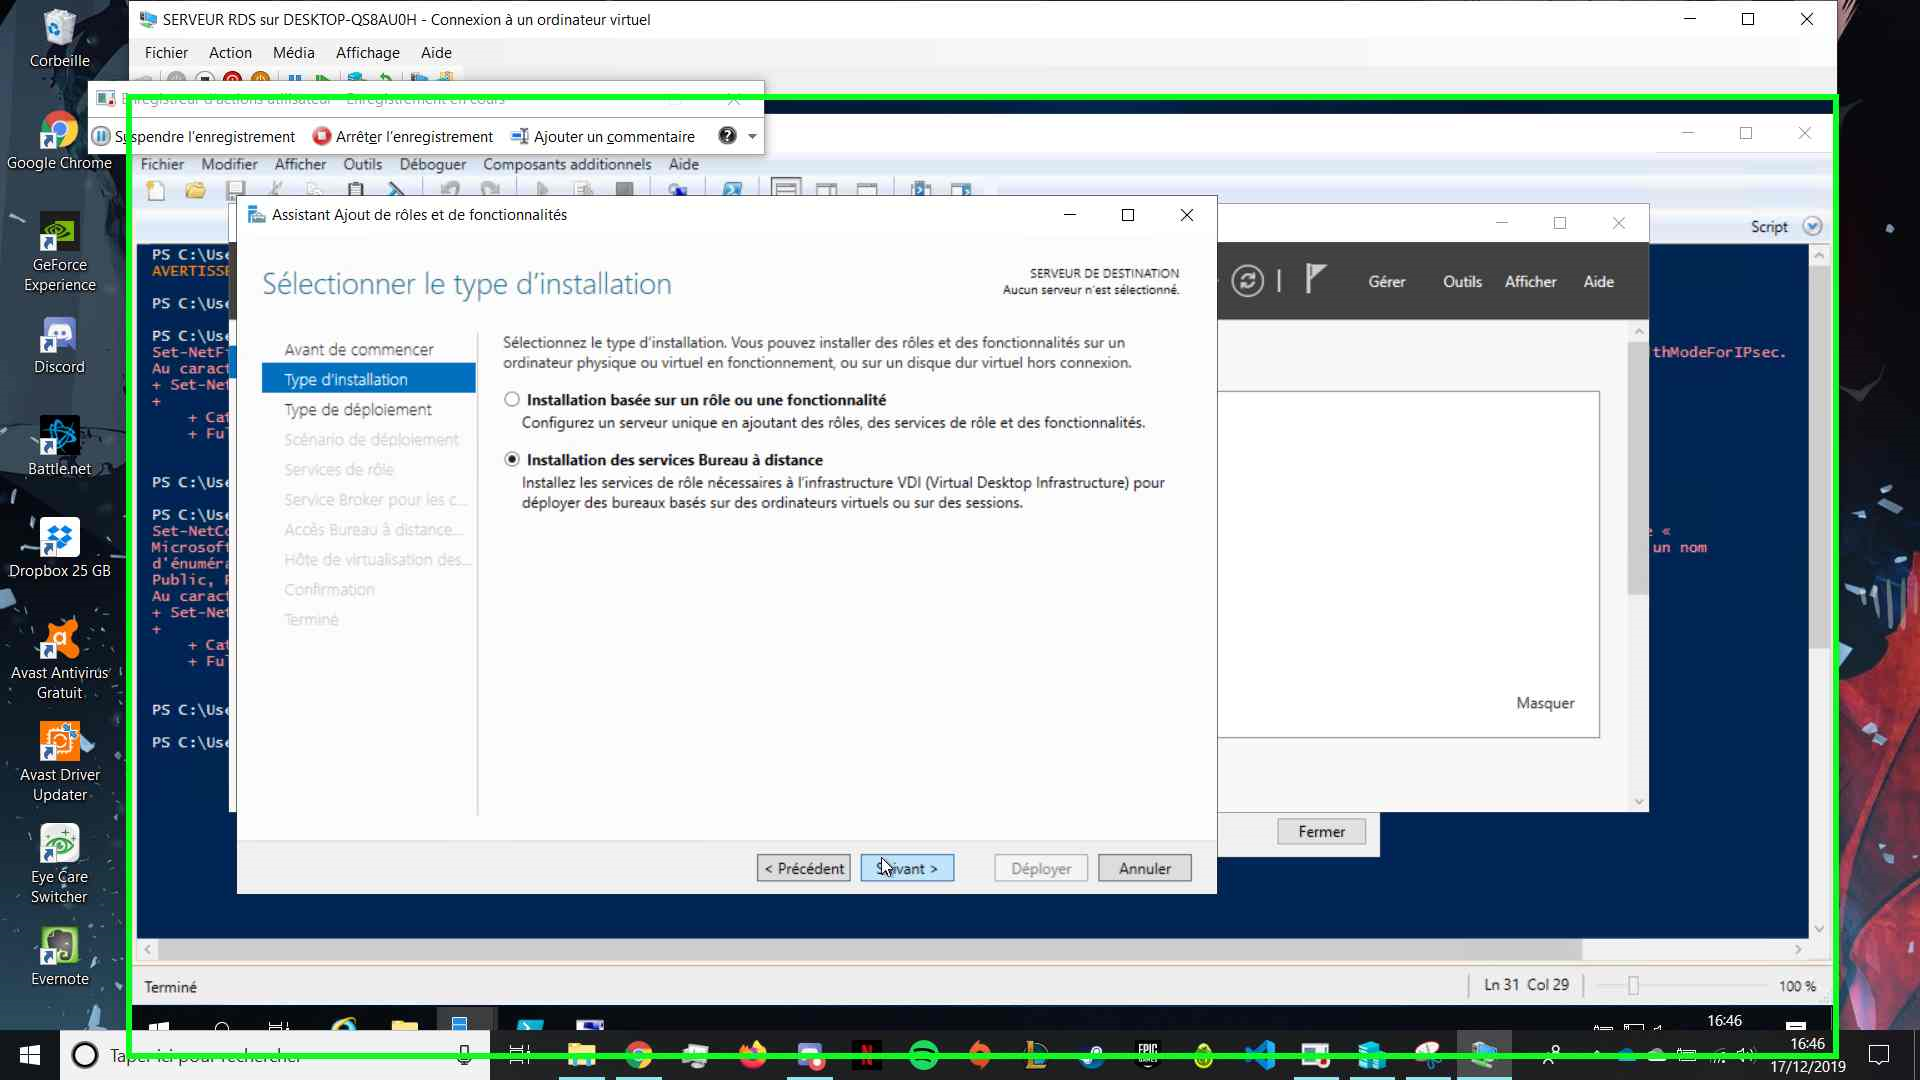 SERVEUR RDS sur DESKTOP-QS8AU0H - Connexion à un ordinateur virtuel
Fichier Action Média Affichage Aide
Enregistreur d'actions utilisateur - Enregistrement en cours
Suspendre l'enregistrement Arrêter l'enregistrement Ajouter un commentaire
Fichier Modifier Afficher Outils Déboguer Composants additionnels Aide
Script
Assistant Ajout de rôles et de fonctionnalités
Sélectionner le type d'installation
SERVEUR DE DESTINATION
Aucun serveur n'est sélectionné.
Avant de commencer
Type d'installation
Type de déploiement
Scénario de déploiement
Services de rôle
Service Broker pour les c...
Accès Bureau à distance...
Hôte de virtualisation des...
Confirmation
Terminé
Sélectionnez le type d'installation. Vous pouvez installer des rôles et des fonctionnalités sur un
ordinateur physique ou virtuel en fonctionnement, ou sur un disque dur virtuel hors connexion.
Installation basée sur un rôle ou une fonctionnalité
Configurez un serveur unique en ajoutant des rôles, des services de rôle et des fonctionnalités.
Installation des services Bureau à distance
Installez les services de rôle nécessaires à l'infrastructure VDI (Virtual Desktop Infrastructure) pour
déployer des bureaux basés sur des ordinateurs virtuels ou sur des sessions.
< Précédent Suivant > Déployer Annuler
Gérer Outils Afficher Aide
Masquer
Fermer
PS C:\Use
AVERTISSE
PS C:\Use
PS C:\Use
Set-NetFi
Au caract
+ Set-Net
+
+ Cat
+ Ful
PS C:\Use
PS C:\Use
Set-NetCo
Microsoft
d'énuméra
Public, P
Au caract
+ Set-Net
+
+ Cat
+ Ful
PS C:\Use
PS C:\Use
thModeForIPsec.
e «
un nom
Terminé
Ln 31 Col 29
100 %
16:46
Corbeille
Google Chrome
GeForce
Experience
Discord
Battle.net
Dropbox 25 GB
Avast Antivirus
Gratuit
Avast Driver
Updater
Eye Care
Switcher
Evernote
Taper ici pour rechercher
EPIC
16:46
17/12/2019